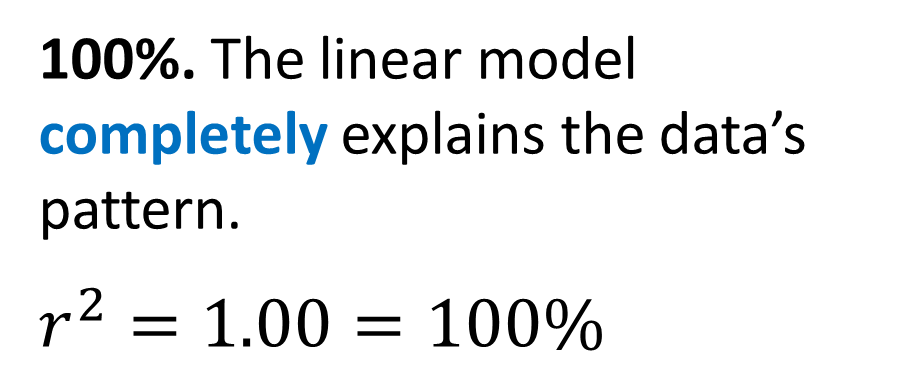 100%. The linear model
completely explains the data’s
pattern.
r² = 1.00 = 100%